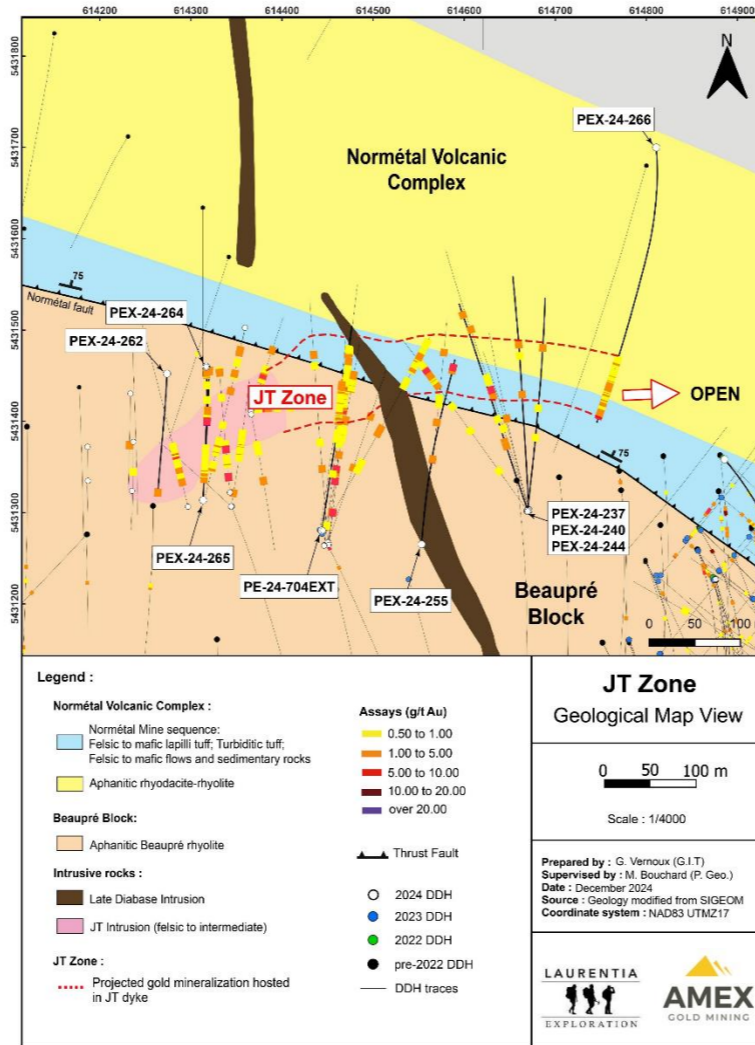 614200 614300 614400 614500 614600 614700 614800 614900
5431800
5431700
5431600
5431500
5431400
5431300
5431200
N
PEX-24-266
Normétal Volcanic
Complex
75
Normétal fault
PEX-24-264
PEX-24-262
JT Zone
OPEN
75
PEX-24-265
PE-24-704EXT
PEX-24-255
PEX-24-237
PEX-24-240
PEX-24-244
Beaupré
Block
0 50 100
Legend :
Normétal Volcanic Complex :
Normétal Mine sequence:
Felsic to mafic lapilli tuff; Turbiditic tuff;
Felsic to mafic flows and sedimentary rocks
Aphanitic rhyodacite-rhyolite
Beaupré Block:
Aphanitic Beaupré rhyolite
Intrusive rocks :
Late Diabase Intrusion
JT Intrusion (felsic to intermediate)
JT Zone :
Projected gold mineralization hosted
in JT dyke
Assays (g/t Au)
0.50 to 1.00
1.00 to 5.00
5.00 to 10.00
10.00 to 20.00
over 20.00
Thrust Fault
2024 DDH
2023 DDH
2022 DDH
pre-2022 DDH
DDH traces
JT Zone
Geological Map View
0 50 100 m
Scale : 1/4000
Prepared by : G. Vernoux (G.I.T)
Supervised by : M. Bouchard (P. Geo.)
Date : December 2024
Source : Geology modified from SIGEOM
Coordinate system : NAD83 UTMZ17
LAURENTIA
EXPLORATION
AMEX
GOLD MINING